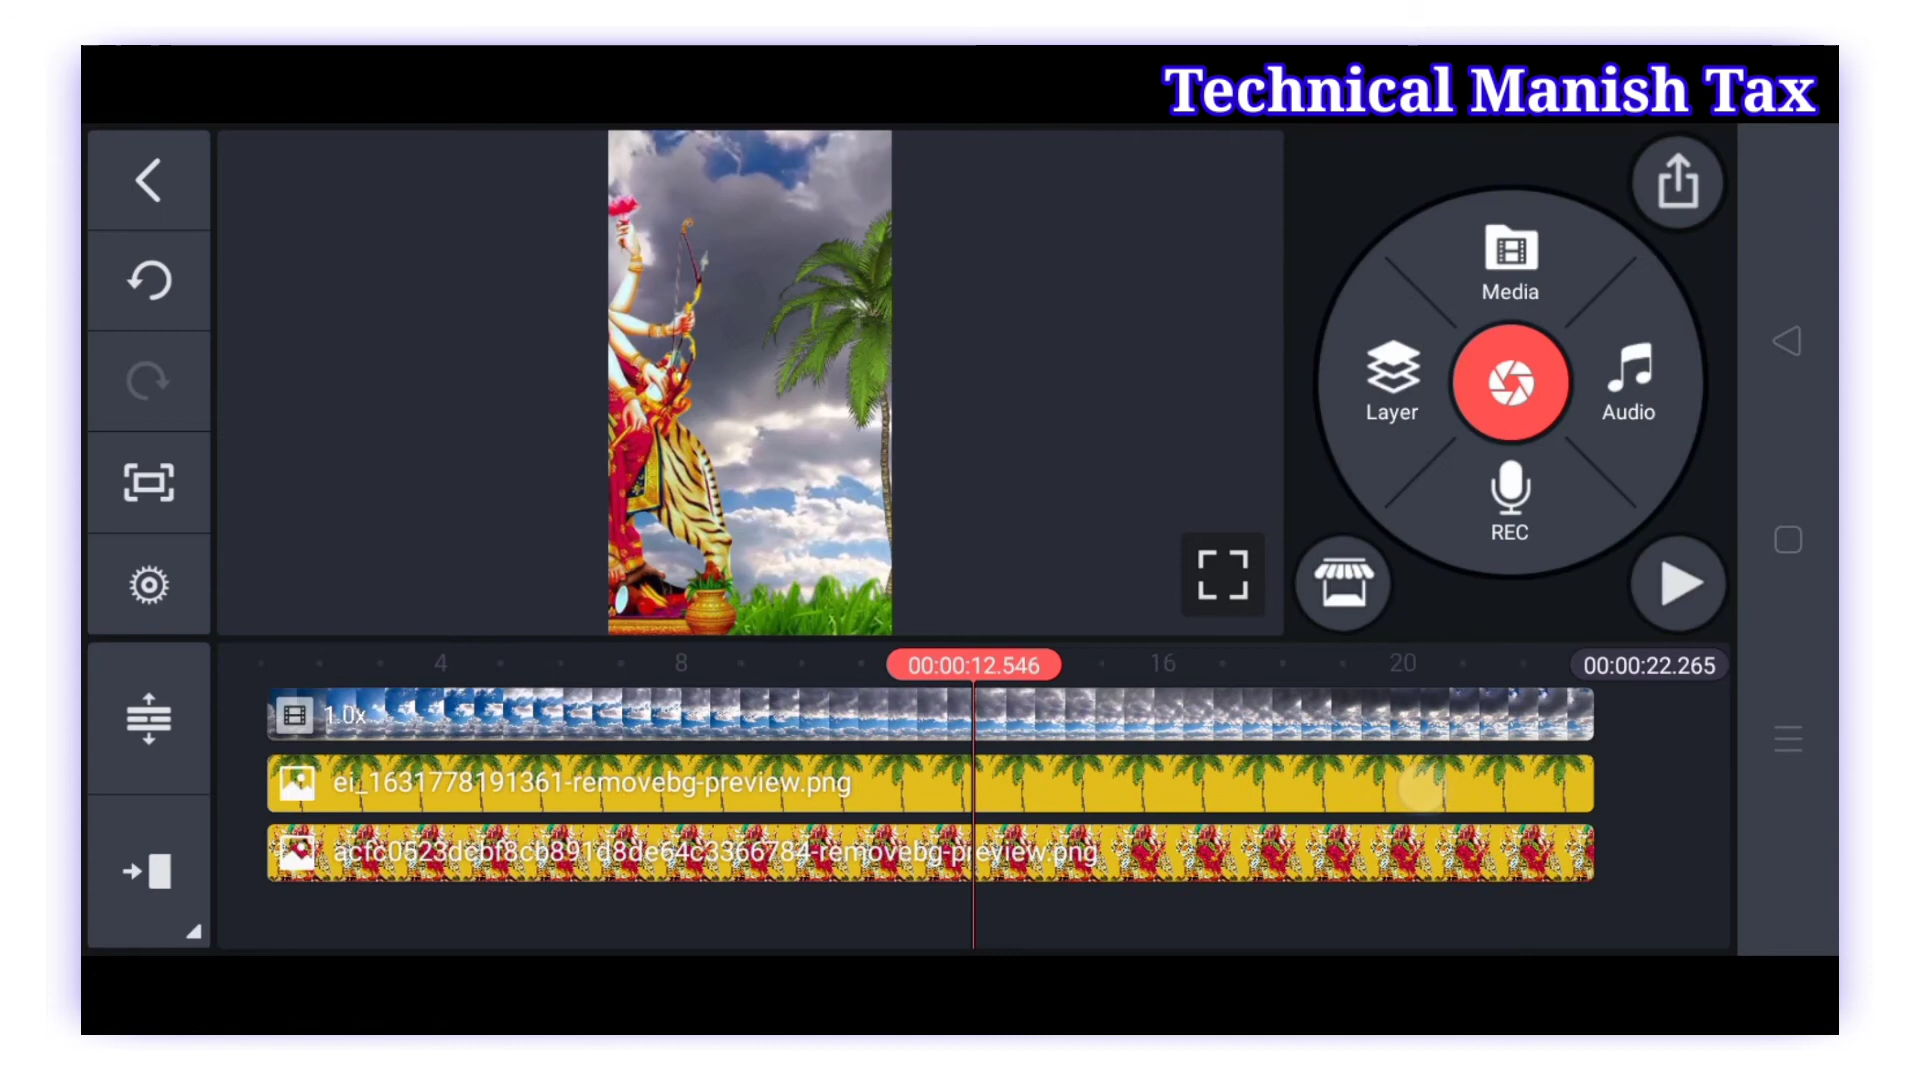 Technical Manish Tax
Media
Layer
Audio
REC
4
8
00:00:12.546
16
20
00:00:22.265
1.0x
ei_1631778191361-removebg-preview.png
acfc0523dcbf8cb891d8de64c3366784-removebg-preview.png